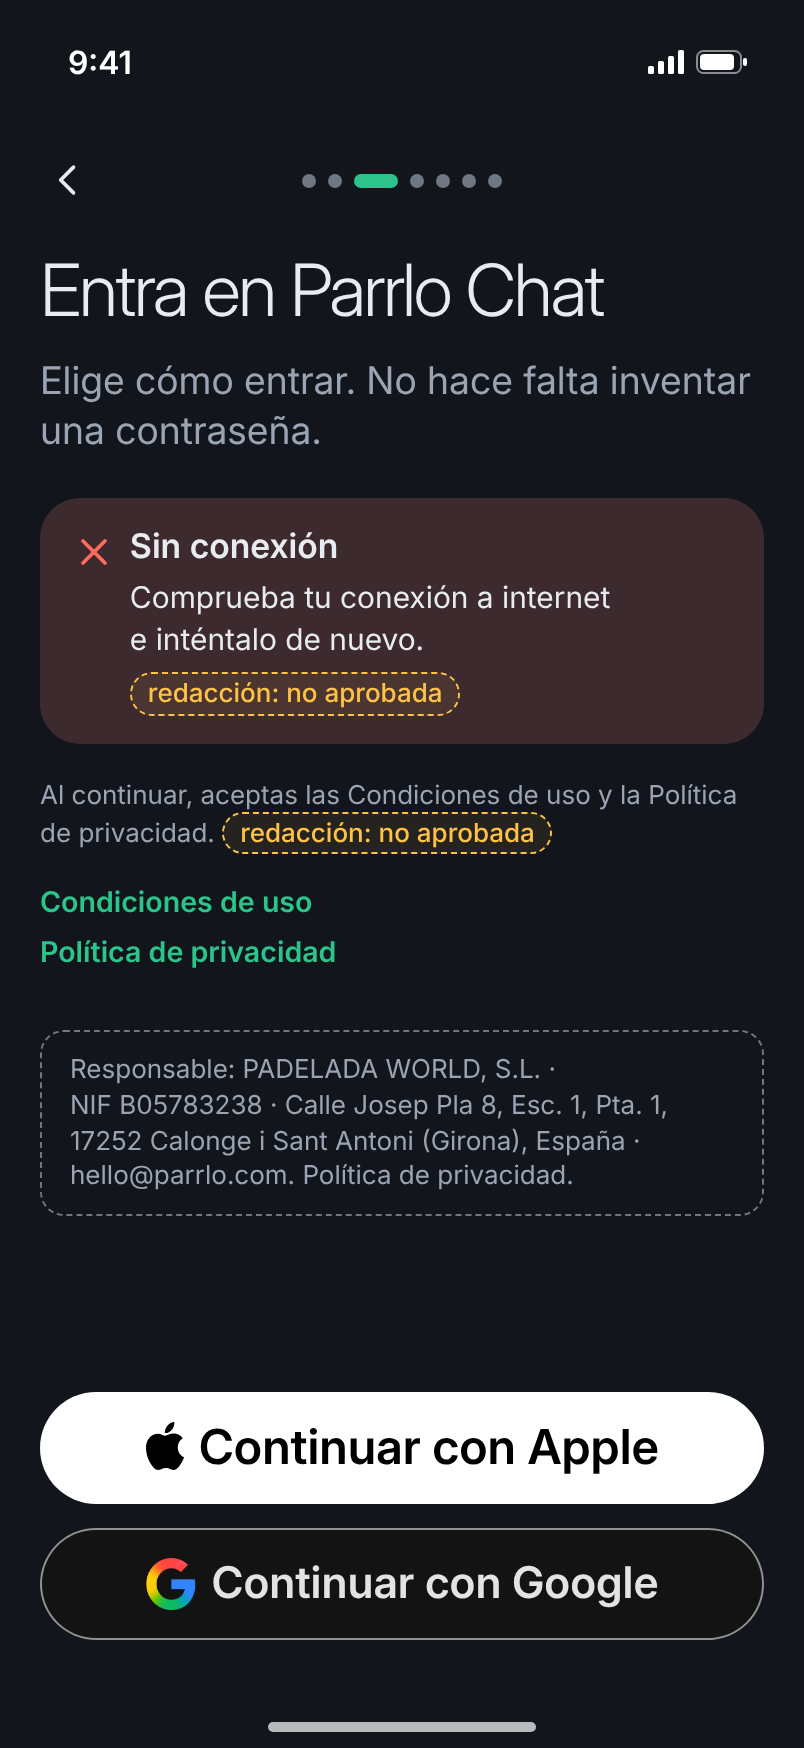 9:41
Entra en Parrlo Chat
Elige cómo entrar. No hace falta inventar
una contraseña.
Sin conexión
Comprueba tu conexión a internet
e inténtalo de nuevo.
redacción: no aprobada
Al continuar, aceptas las Condiciones de uso y la Política
de privacidad. redacción: no aprobada
Condiciones de uso
Política de privacidad
Responsable: PADELADA WORLD, S.L. ·
NIF B05783238 · Calle Josep Pla 8, Esc. 1, Pta. 1,
17252 Calonge i Sant Antoni (Girona), España ·
hello@parrlo.com. Política de privacidad.
Continuar con Apple
Continuar con Google